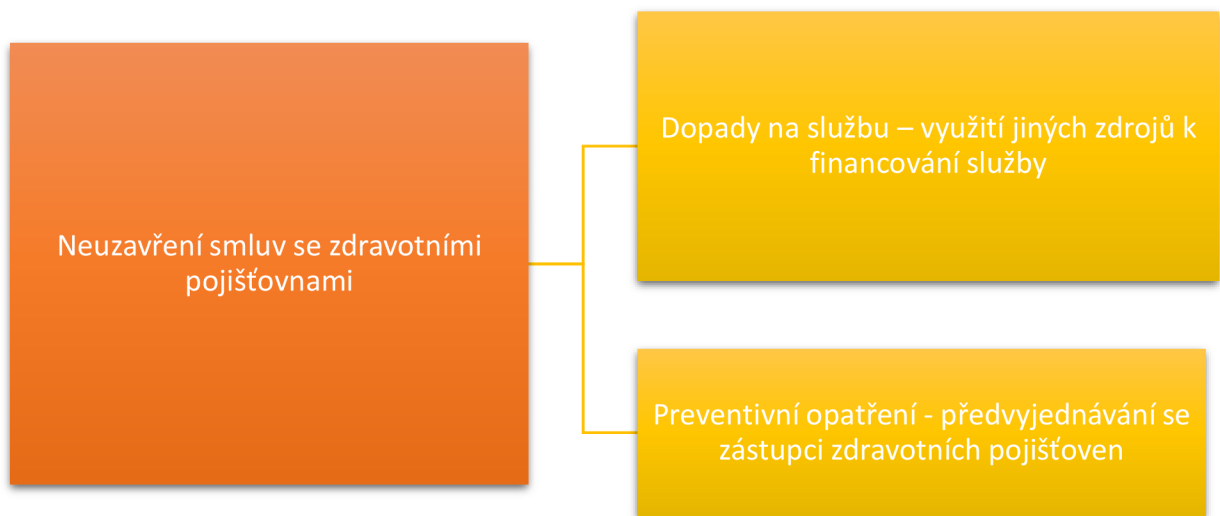 Neuzavření smluv se zdravotními
pojišťovnami
Dopady na službu – využití jiných zdrojů k
financování služby
Preventivní opatření - předvyjednávání se
zástupci zdravotních pojišťoven